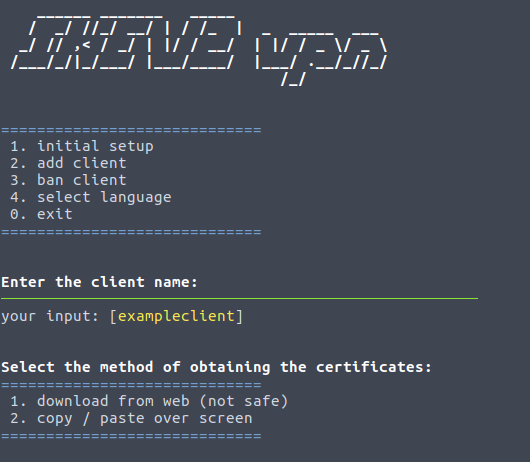 IKEv2 vpn
=============================
1. initial setup
2. add client
3. ban client
4. select language
0. exit
=============================
Enter the client name:
your input: [exampleclient]
Select the method of obtaining the certificates:
=============================
1. download from web (not safe)
2. copy / paste over screen
=============================